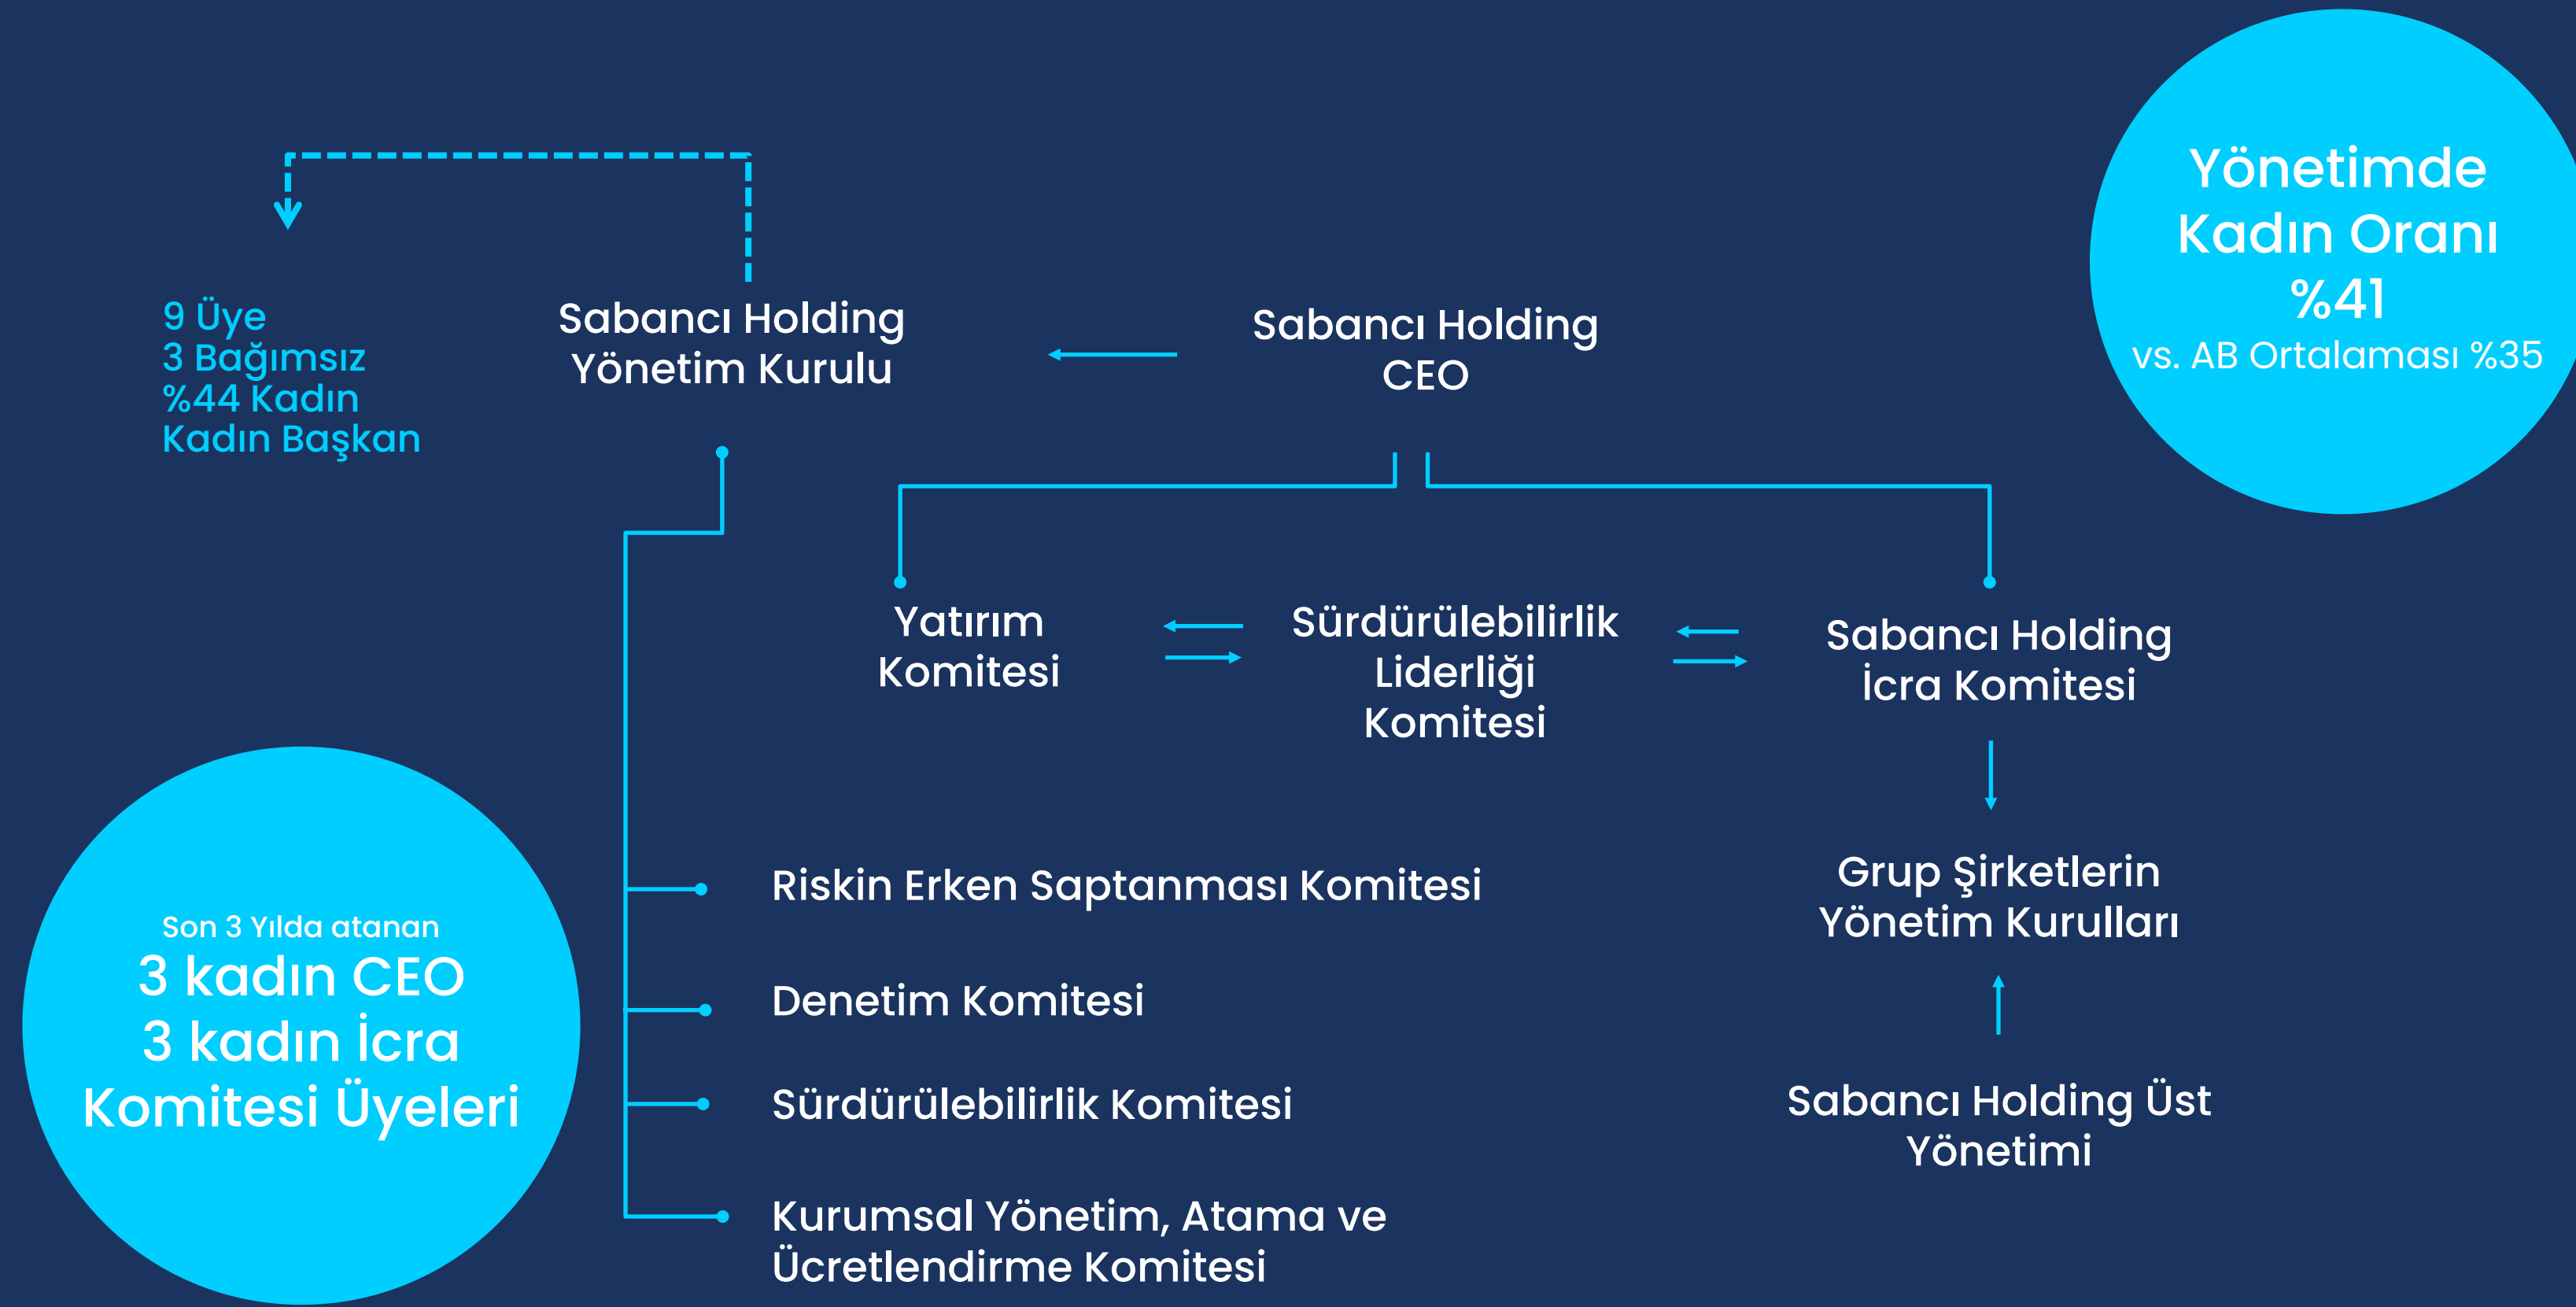 Yönetimde
Kadın Oranı
%41
vs. AB Ortalaması %35
9 Üye
3 Bağımsız
%44 Kadın
Kadın Başkan
Sabancı Holding
Yönetim Kurulu
Sabancı Holding
CEO
Yatırım
Komitesi
Sürdürülebilirlik
Liderliği
Komitesi
Sabancı Holding
İcra Komitesi
Grup Şirketlerin
Yönetim Kurulları
Sabancı Holding Üst
Yönetimi
Riskin Erken Saptanması Komitesi
Denetim Komitesi
Sürdürülebilirlik Komitesi
Kurumsal Yönetim, Atama ve
Ücretlendirme Komitesi
Son 3 Yılda atanan
3 kadın CEO
3 kadın İcra
Komitesi Üyeleri